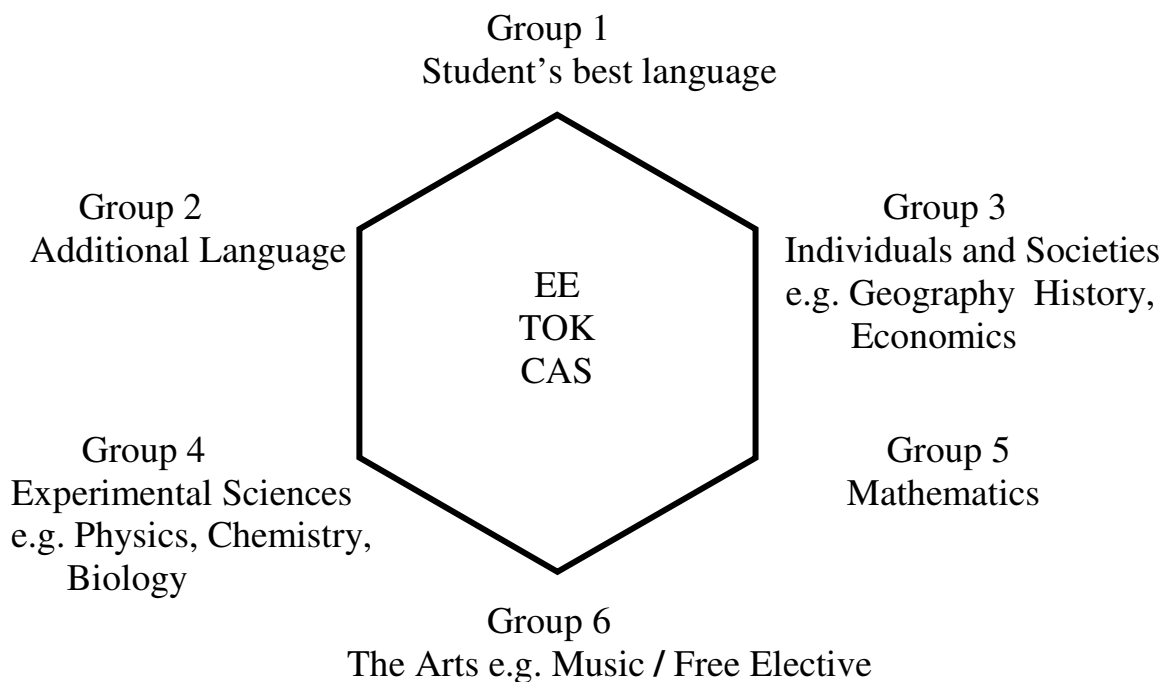 Group 1
Student's best language
Group 2
Additional Language
Group 3
Individuals and Societies
e.g. Geography  History,
Economics
EE
TOK
CAS
Group 4
Experimental Sciences
e.g. Physics, Chemistry,
Biology
Group 5
Mathematics
Group 6
The Arts e.g. Music / Free Elective